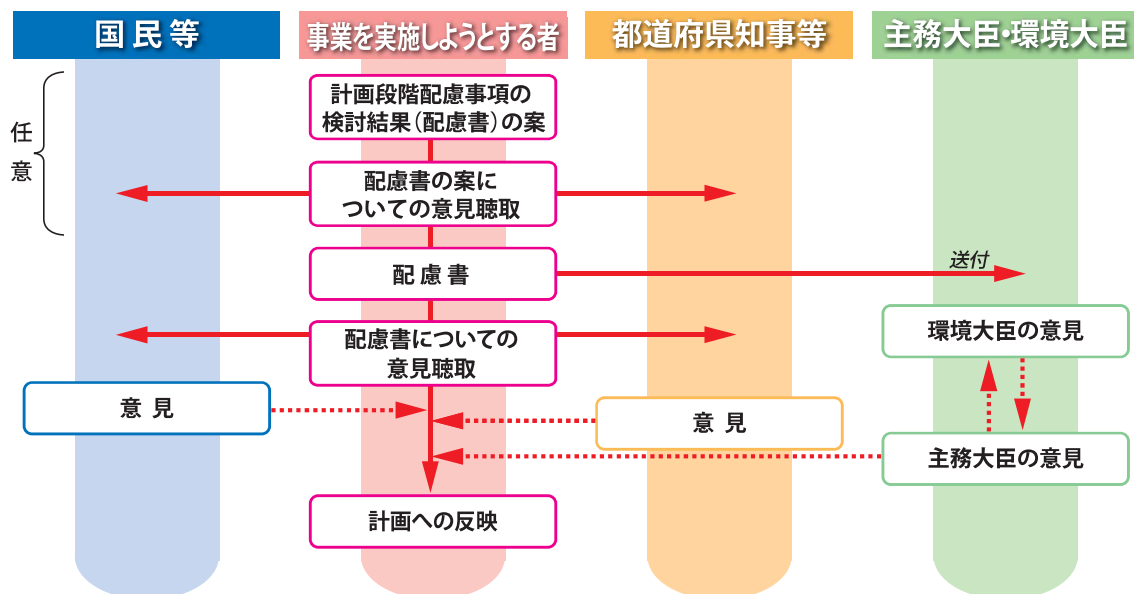 国民等
事業を実施しようとする者
都道府県知事等
主務大臣・環境大臣
任意
計画段階配慮事項の
検討結果（配慮書）の案
配慮書の案に
ついての意見聴取
配慮書
送付
配慮書についての
意見聴取
環境大臣の意見
意見
意見
主務大臣の意見
計画への反映